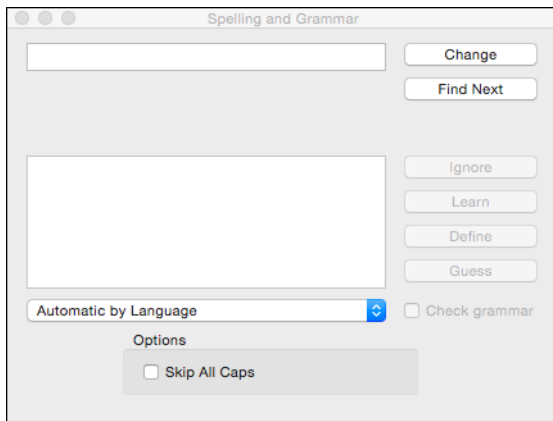 Spelling and Grammar
Change
Find Next
Ignore
Learn
Define
Guess
Automatic by Language
Check grammar
Options
Skip All Caps